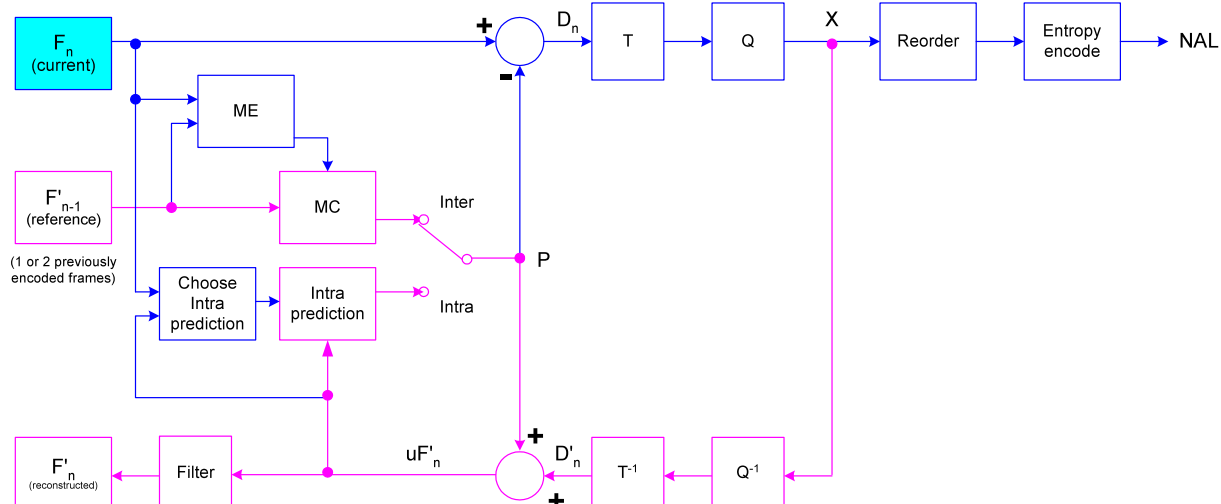 +
Dn
X
Fn
(current)
T
Q
Reorder
Entropy
encode
NAL
-
ME
F'n-1
(reference)
MC
Inter
(1 or 2 previously
encoded frames)
P
Choose
Intra
prediction
Intra
prediction
Intra
+
uF'n
D'n
F'n
(reconstructed)
Filter
T-1
Q-1
+